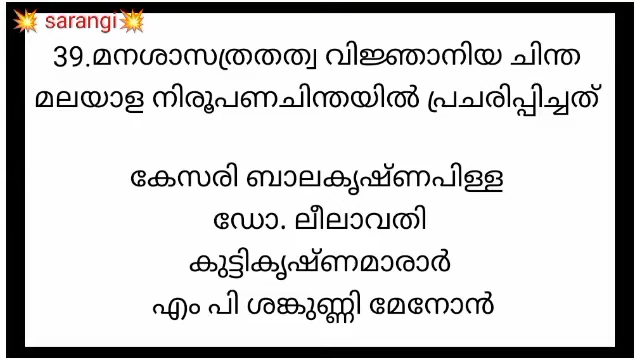 💥 sarangi💥
39.മനശാസത്രതത്വ വിജ്ഞാനിയ ചിന്ത
മലയാള നിരൂപണചിന്തയിൽ പ്രചരിപ്പിച്ചത്
കേസരി ബാലകൃഷ്ണപിള്ള
ഡോ. ലീലാവതി
കുട്ടികൃഷ്ണമാരാർ
എം പി ശങ്കുണ്ണി മേനോൻ